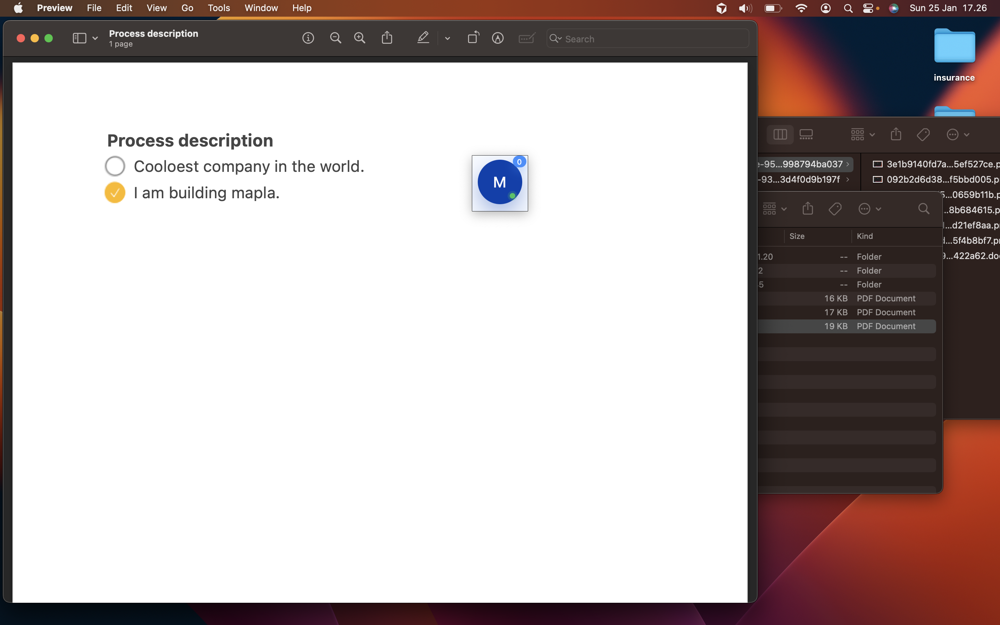 Preview File Edit View Go Tools Window Help
Sun 25 Jan 17.26
Process description
1 page
Search
Process description
Cooloest company in the world.
I am building mapla.
0
M
insurance
-95...998794ba037
-93...3d4f0d9b197f
3e1b9140fd7a...5ef527ce.p
092b2d6d38...f5bbd005.p
5...0659b11b.p
...8b684615.p
...d21ef8aa.p
...5f4b8bf7.p
...422a62.do
Size Kind
1.20 -- Folder
2 -- Folder
5 -- Folder
16 KB PDF Document
17 KB PDF Document
19 KB PDF Document